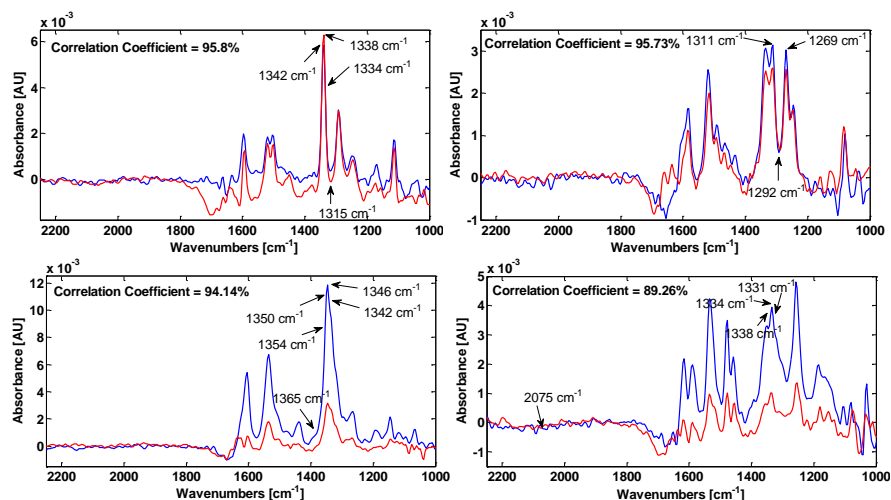 x 10⁻³
Correlation Coefficient = 95.8%
1338 cm⁻¹
1342 cm⁻¹
1334 cm⁻¹
1315 cm⁻¹
6
4
2
0
Absorbance [AU]
2200 2000 1800 1600 1400 1200 1000
Wavenumbers [cm⁻¹]
x 10⁻³
Correlation Coefficient = 95.73%
1311 cm⁻¹
1269 cm⁻¹
1292 cm⁻¹
4
3
2
1
0
-1
Absorbance [AU]
2200 2000 1800 1600 1400 1200 1000
Wavenumbers [cm⁻¹]
x 10⁻³
Correlation Coefficient = 94.14%
1346 cm⁻¹
1350 cm⁻¹
1342 cm⁻¹
1354 cm⁻¹
1365 cm⁻¹
12
10
8
6
4
2
0
Absorbance [AU]
2200 2000 1800 1600 1400 1200 1000
Wavenumbers [cm⁻¹]
x 10⁻³
Correlation Coefficient = 89.26%
1331 cm⁻¹
1334 cm⁻¹
1338 cm⁻¹
2075 cm⁻¹
5
4
3
2
1
0
-1
Absorbance [AU]
2200 2000 1800 1600 1400 1200 1000
Wavenumbers [cm⁻¹]